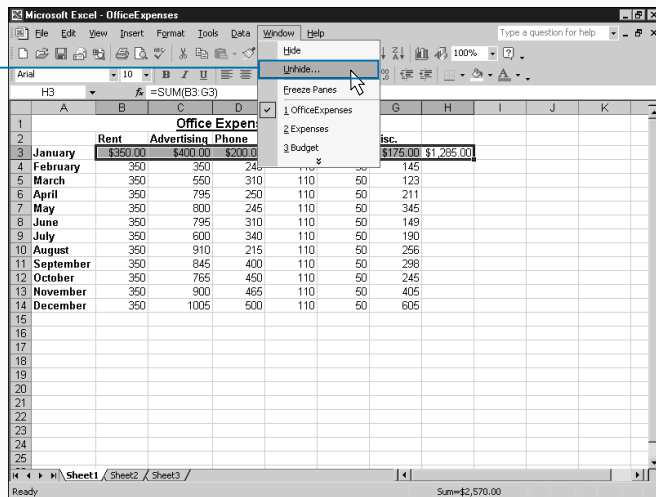 Microsoft Excel - OfficeExpenses
File Edit View Insert Format Tools Data Window Help Type a question for help
100%
Arial 10 B I U
H3 fx =SUM(B3:G3)
Hide
Unhide...
Freeze Panes
1 OfficeExpenses
2 Expenses
3 Budget
A B C D G H I J K
1 Office Expens
2 Rent Advertising Phone isc.
3 January $350.00 $400.00 $200.0 $175.00 $1,285.00
4 February 350 350 240 110 50 145
5 March 350 550 310 110 50 123
6 April 350 795 250 110 50 211
7 May 350 800 245 110 50 345
8 June 350 795 310 110 50 149
9 July 350 600 340 110 50 190
10 August 350 910 215 110 50 256
11 September 350 845 400 110 50 298
12 October 350 765 450 110 50 245
13 November 350 900 465 110 50 405
14 December 350 1005 500 110 50 605
15
16
17
18
19
20
21
22
23
24
25
Sheet1 Sheet2 Sheet3
Ready Sum=$2,570.00